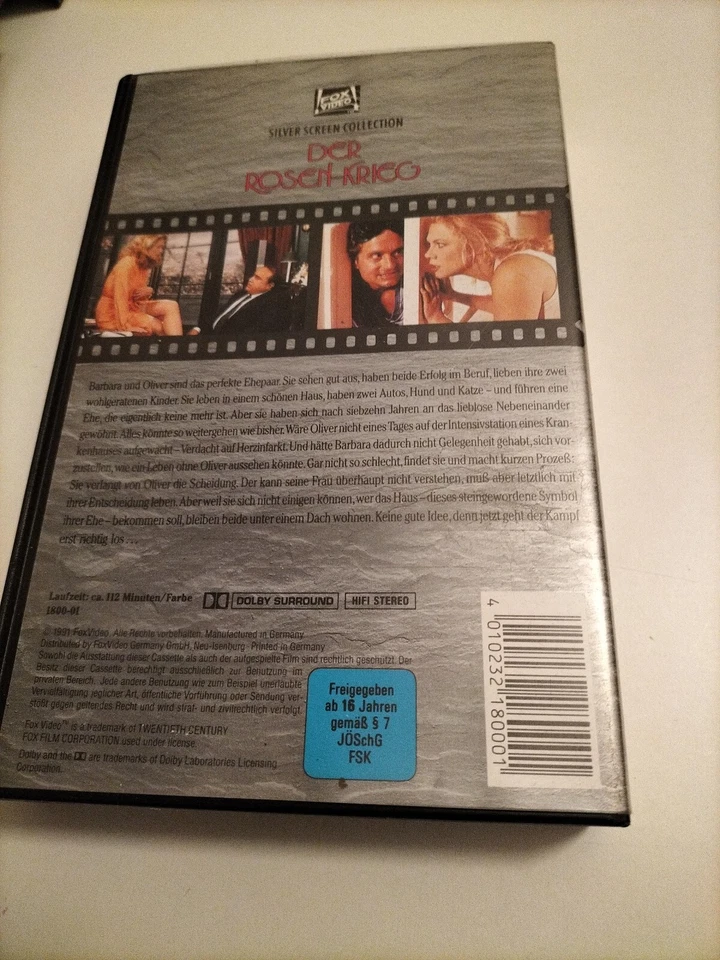 FOX
VIDEO
SILVER SCREEN COLLECTION
DER
ROSEN-KRIEG
Barbara und Oliver sind das perfekte Ehepaar. Sie sehen gut aus, haben beide Erfolg im Beruf, lieben ihre zwei
wohlgeratenen Kinder. Sie leben in einem schönen Haus, haben zwei Autos, Hund und Katze – und führen eine
Ehe, die eigentlich keine mehr ist. Aber sie haben sich nach siebzehn Jahren an das lieblose Nebeneinander
gewöhnt. Alles könnte so weitergehen wie bisher. Wäre Oliver nicht eines Tages auf der Intensivstation eines Kran-
kenhauses aufgewacht – Verdacht auf Herzinfarkt. Und hätte Barbara dadurch nicht Gelegenheit gehabt, sich vor-
zustellen, wie ein Leben ohne Oliver aussehen könnte. Gar nicht so schlecht, findet sie und macht kurzen Prozeß:
Sie verlangt von Oliver die Scheidung. Der kann seine Frau überhaupt nicht verstehen, muß aber letztlich mit
ihrer Entscheidung leben. Aber weil sie sich nicht einigen können, wer das Haus – dieses steingewordene Symbol
ihrer Ehe – bekommen soll, bleiben beide unter einem Dach wohnen. Keine gute Idee, denn jetzt geht der Kampf
erst richtig los ...
Laufzeit: ca. 112 Minuten/Farbe
DOLBY SURROUND
HIFI STEREO
1800-01
© 1991 FoxVideo. Alle Rechte vorbehalten. Manufactured in Germany
Distributed by FoxVideo Germany GmbH, Neu-Isenburg · Printed in Germany
Sowohl die Ausstattung dieser Cassette als auch der aufgespielte Film sind rechtlich geschützt. Der
Besitz dieser Cassette berechtigt ausschließlich zur Benutzung im
privaten Bereich. Jede andere Benutzung wie zum Beispiel unerlaubte
Vervielfältigung jeglicher Art, öffentliche Vorführung oder Sendung ver-
stößt gegen geltendes Recht und wird straf- und zivilrechtlich verfolgt.
Fox Video™ is a trademark of TWENTIETH CENTURY
FOX FILM CORPORATION used under license.
Dolby and the DD are trademarks of Dolby Laboratories Licensing
Corporation.
Freigegeben
ab 16 Jahren
gemäß § 7
JÖSchG
FSK
4 010232 180001